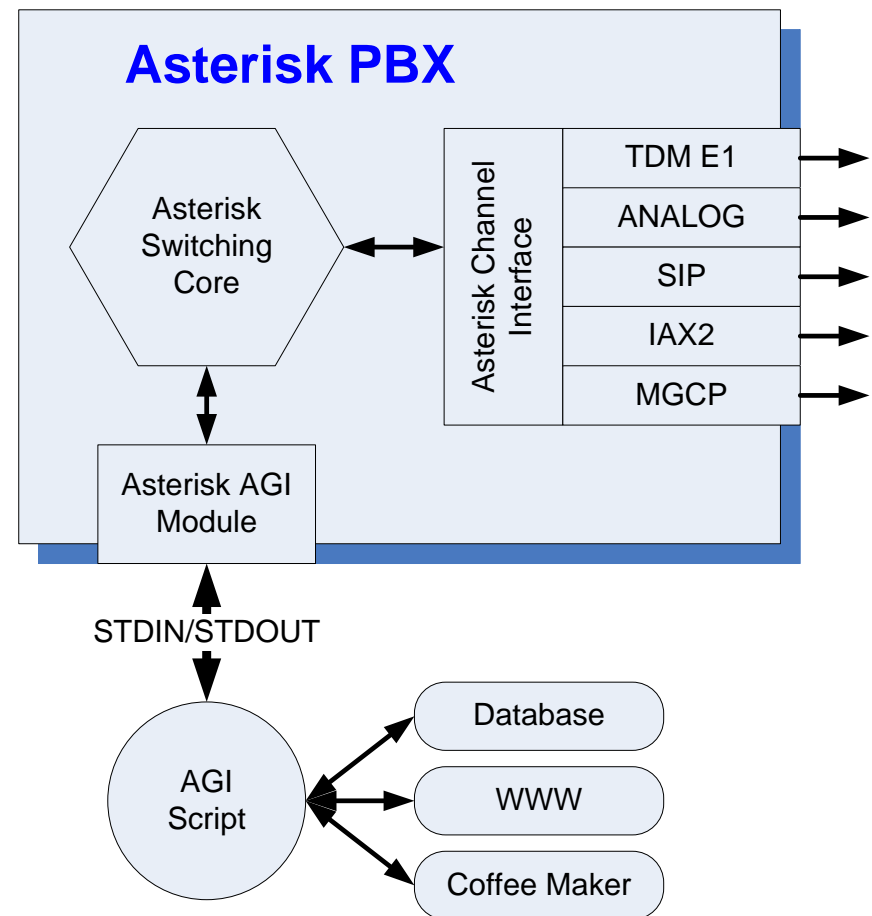 Asterisk PBX
Asterisk
Switching
Core
Asterisk Channel
Interface
TDM E1
ANALOG
SIP
IAX2
MGCP
Asterisk AGI
Module
STDIN/STDOUT
AGI
Script
Database
WWW
Coffee Maker